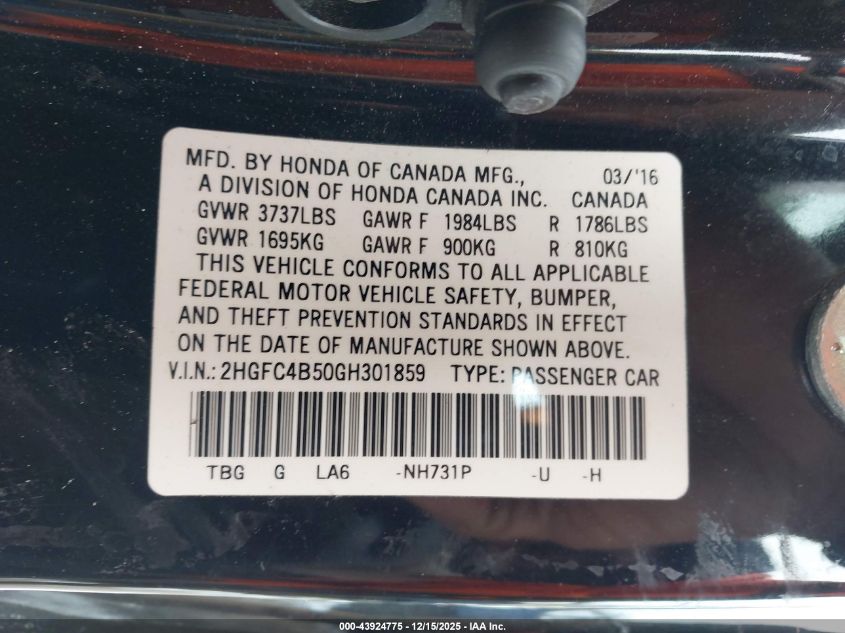 MFD. BY HONDA OF CANADA MFG., 03/'16
A DIVISION OF HONDA CANADA INC. CANADA
GVWR 3737LBS GAWR F 1984LBS R 1786LBS
GVWR 1695KG GAWR F 900KG R 810KG
THIS VEHICLE CONFORMS TO ALL APPLICABLE
FEDERAL MOTOR VEHICLE SAFETY, BUMPER,
AND THEFT PREVENTION STANDARDS IN EFFECT
ON THE DATE OF MANUFACTURE SHOWN ABOVE.
V.I.N.: 2HGFC4B50GH301859 TYPE: PASSENGER CAR
TBG G LA6 -NH731P -U -H
000-43924775 - 12/15/2025 - IAA Inc.